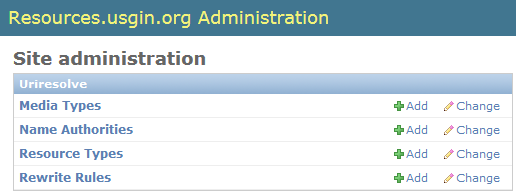 Resources.usgin.org Administration
Site administration
Uriresolve
Media Types Add Change
Name Authorities Add Change
Resource Types Add Change
Rewrite Rules Add Change